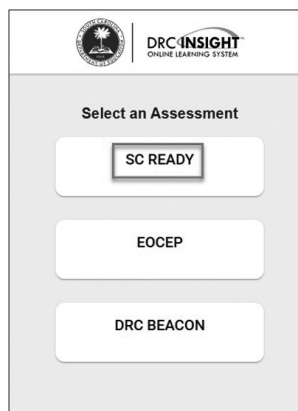 DRC INSIGHT
ONLINE LEARNING SYSTEM
Select an Assessment
SC READY
EOCEP
DRC BEACON